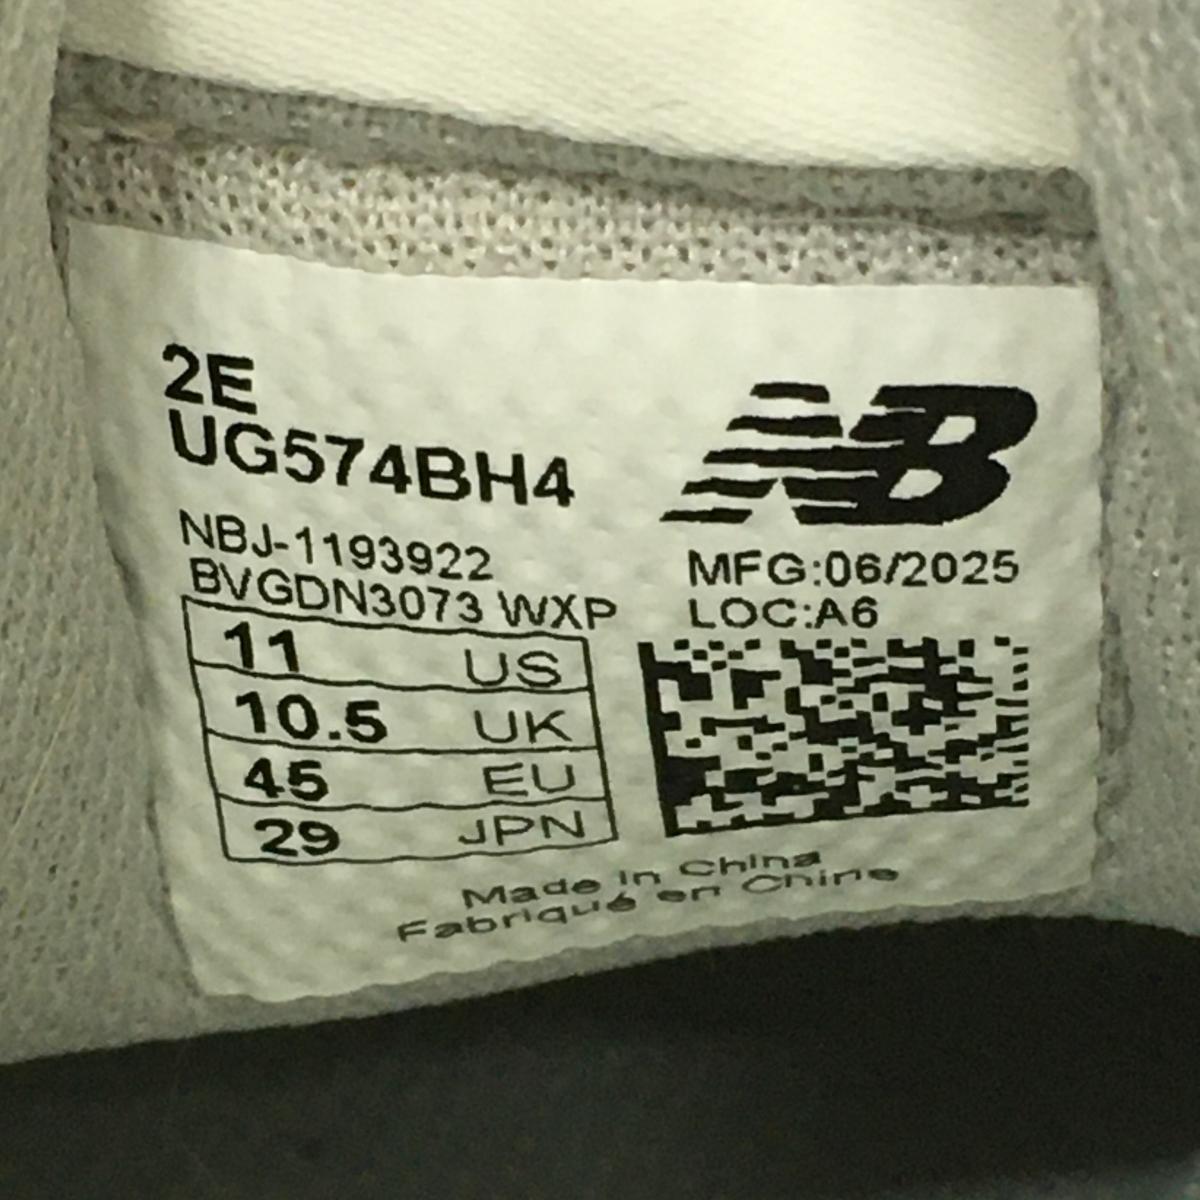 2E
UG574BH4
NBJ-1193922
BVGDN3073 WXP
11 US
10.5 UK
45 EU
29 JPN
NB
MFG:06/2025
LOC:A6
Made in China
Fabriqué en Chine